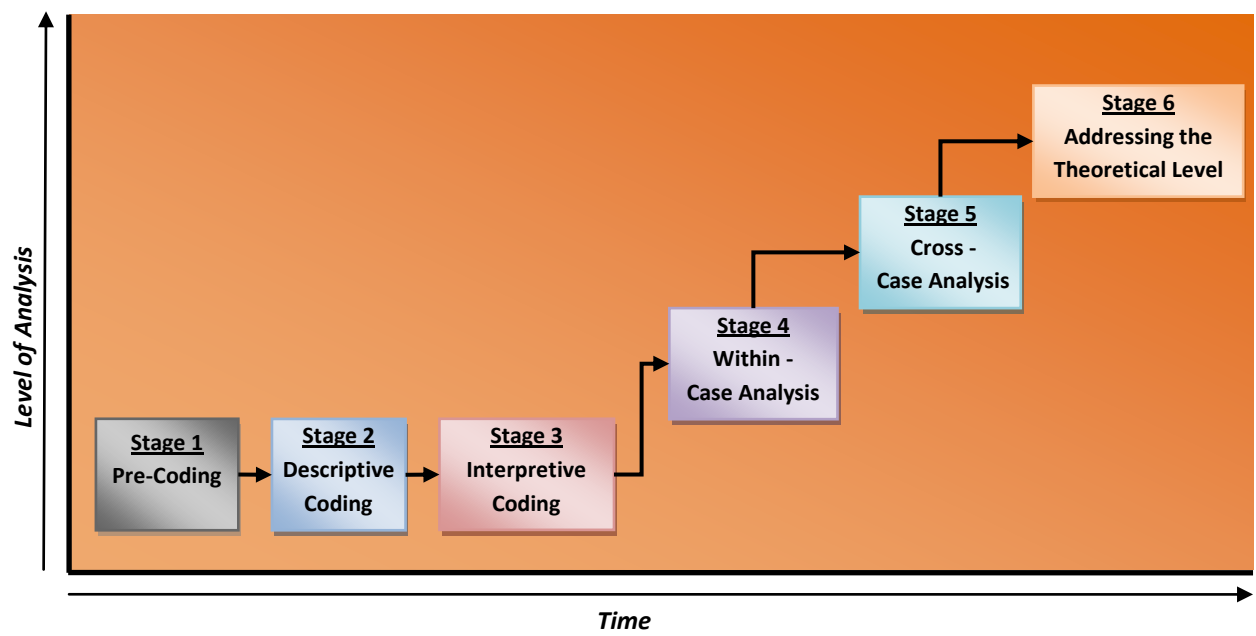 Level of Analysis
Stage 1
Pre-Coding
Stage 2
Descriptive
Coding
Stage 3
Interpretive
Coding
Stage 4
Within -
Case Analysis
Stage 5
Cross -
Case Analysis
Stage 6
Addressing the
Theoretical Level
Time